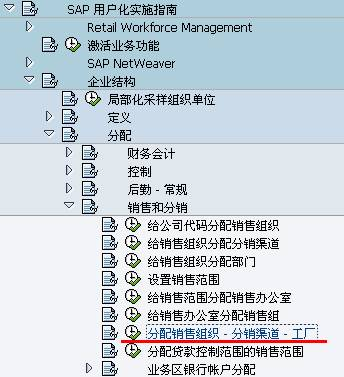 SAP 用户化实施指南
Retail Workforce Management
激活业务功能
SAP NetWeaver
企业结构
局部化采样组织单位
定义
分配
财务会计
控制
后勤 - 常规
销售和分销
给公司代码分配销售组织
给销售组织分配分销渠道
给销售组织分配部门
设置销售范围
给销售范围分配销售办公室
给销售办公室分配销售组
分配销售组织 - 分销渠道 - 工厂
分配贷款控制范围的销售范围
业务区银行帐户分配